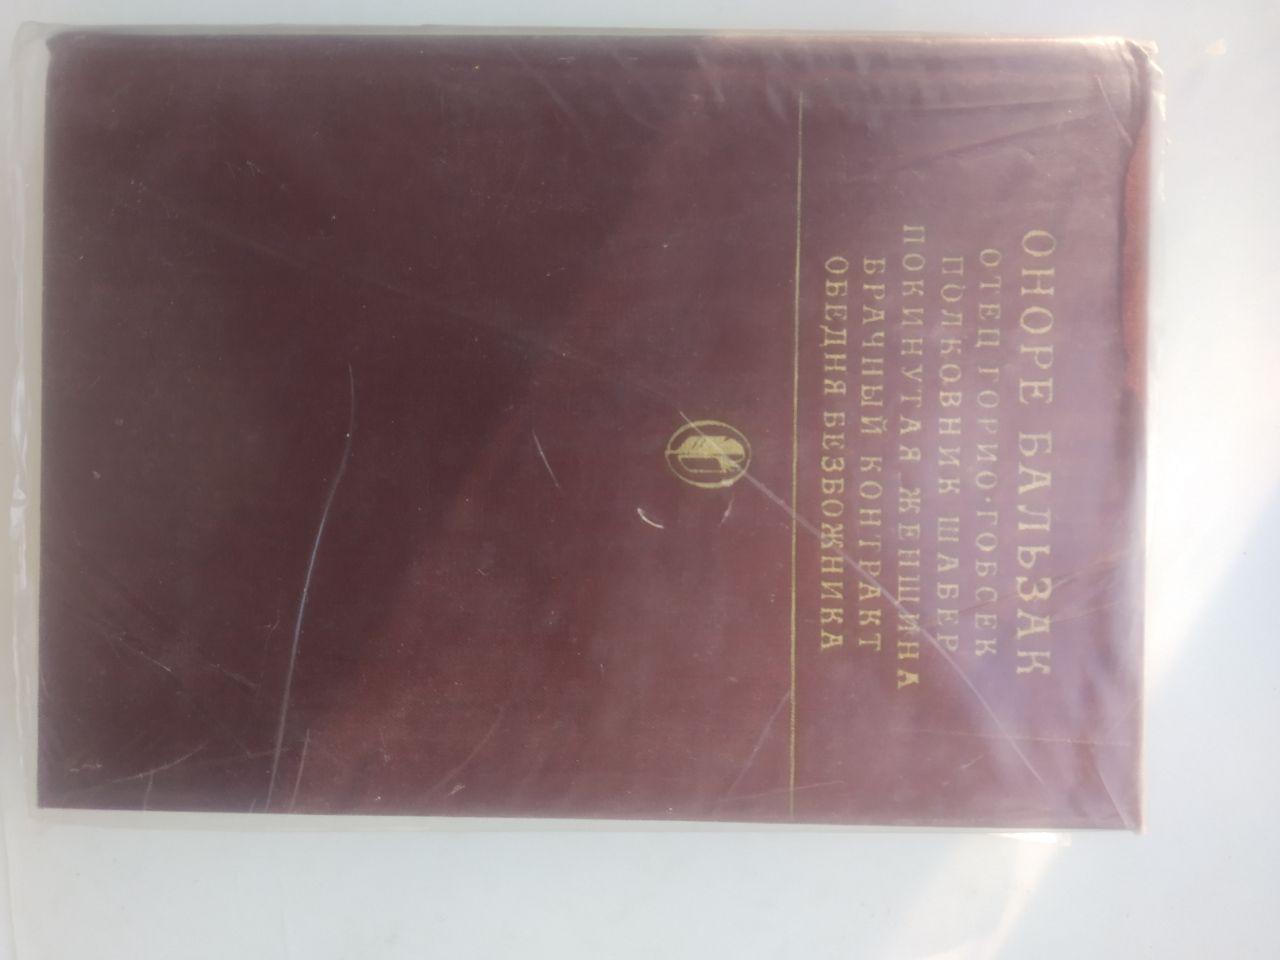 ОНОРЕ БАЛЬЗАК
ОТЕЦ ГОРИО·ГОБСЕК
ПОЛКОВНИК ШАБЕР
ПОКИНУТАЯ ЖЕНЩИНА
БРАЧНЫЙ КОНТРАКТ
ОБЕДНЯ БЕЗБОЖНИКА